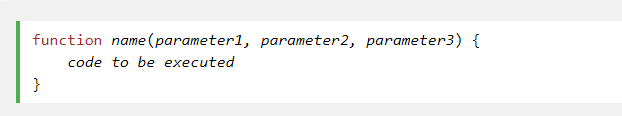 function name(parameter1, parameter2, parameter3) {
    code to be executed
}